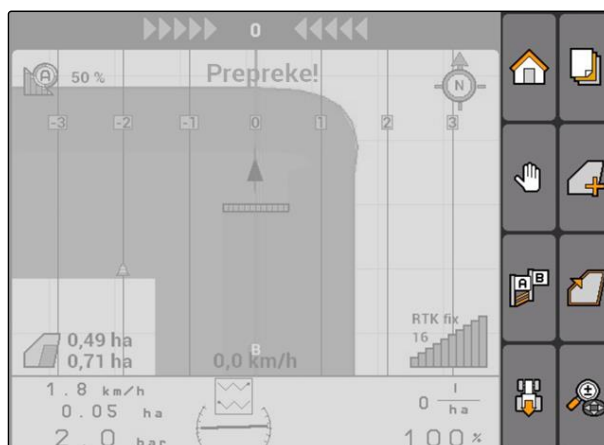 0
A 50 %
Prepreke!
N
-3 -2 -1 0 1 2 3
A B
RTK fix
16
0,49 ha
0,71 ha
B
0,0 km/h
1.8 km/h
0.05 ha
2.0 bar
0 l/ha
100 %